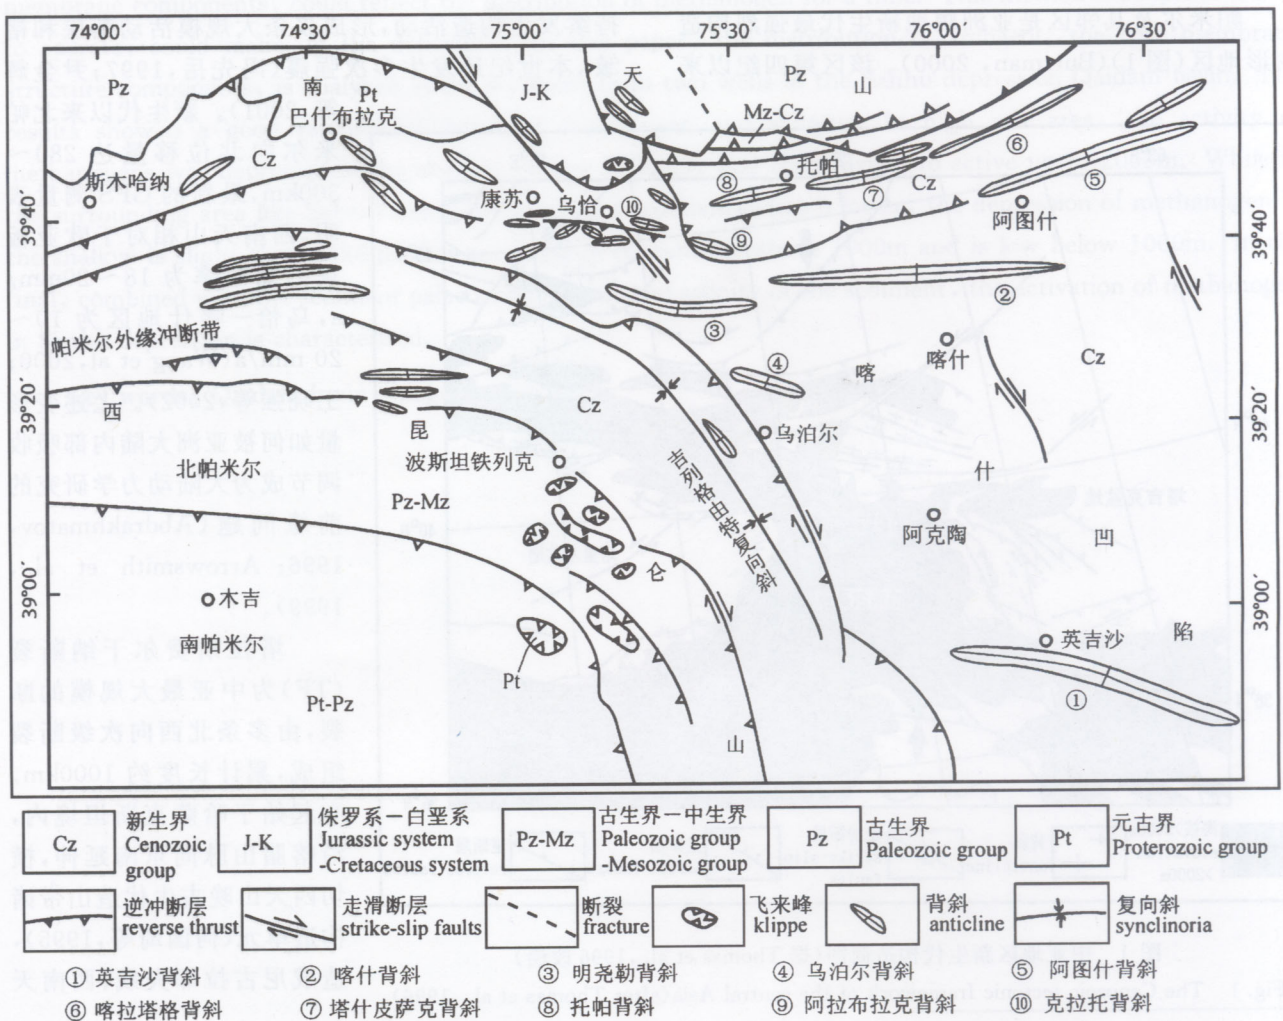 74°00′ 74°30′ 75°00′ 75°30′ 76°00′ 76°30′
Pz 南 Pt J-K 天 Pz 山
巴什布拉克 Mz-Cz
Cz 托帕 ⑥
斯木哈纳 康苏 乌恰 ⑩ ⑧ ⑦ Cz ⑤
39°40′ 阿图什 39°40′
⑨
②
③
帕米尔外缘冲断带 喀什 Cz
④ 喀
39°20′ 西 Cz 39°20′
昆 乌泊尔
北帕米尔 波斯坦铁列克 什
Pz-Mz 吉列格由特复向斜
阿克陶 凹
仑
39°00′ 木吉 39°0′
南帕米尔 英吉沙 陷
Pt
Pt-Pz ①
山
Cz 新生界 Cenozoic group
J-K 侏罗系－白垩系 Jurassic system -Cretaceous system
Pz-Mz 古生界－中生界 Paleozoic group -Mesozoic group
Pz 古生界 Paleozoic group
Pt 元古界 Proterozoic group
逆冲断层 reverse thrust
走滑断层 strike-slip faults
断裂 fracture
飞来峰 klippe
背斜 anticline
复向斜 synclinoria
①英吉沙背斜 ②喀什背斜 ③明尧勒背斜 ④乌泊尔背斜 ⑤阿图什背斜
⑥喀拉塔格背斜 ⑦塔什皮萨克背斜 ⑧托帕背斜 ⑨阿拉布拉克背斜 ⑩克拉托背斜